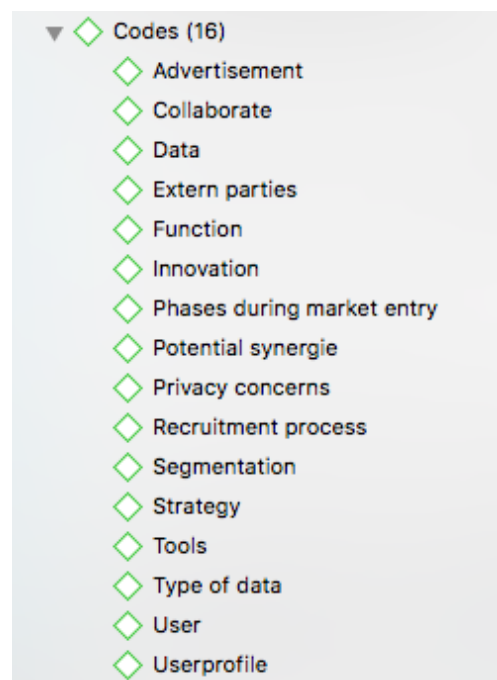 Codes (16)
Advertisement
Collaborate
Data
Extern parties
Function
Innovation
Phases during market entry
Potential synergie
Privacy concerns
Recruitment process
Segmentation
Strategy
Tools
Type of data
User
Userprofile